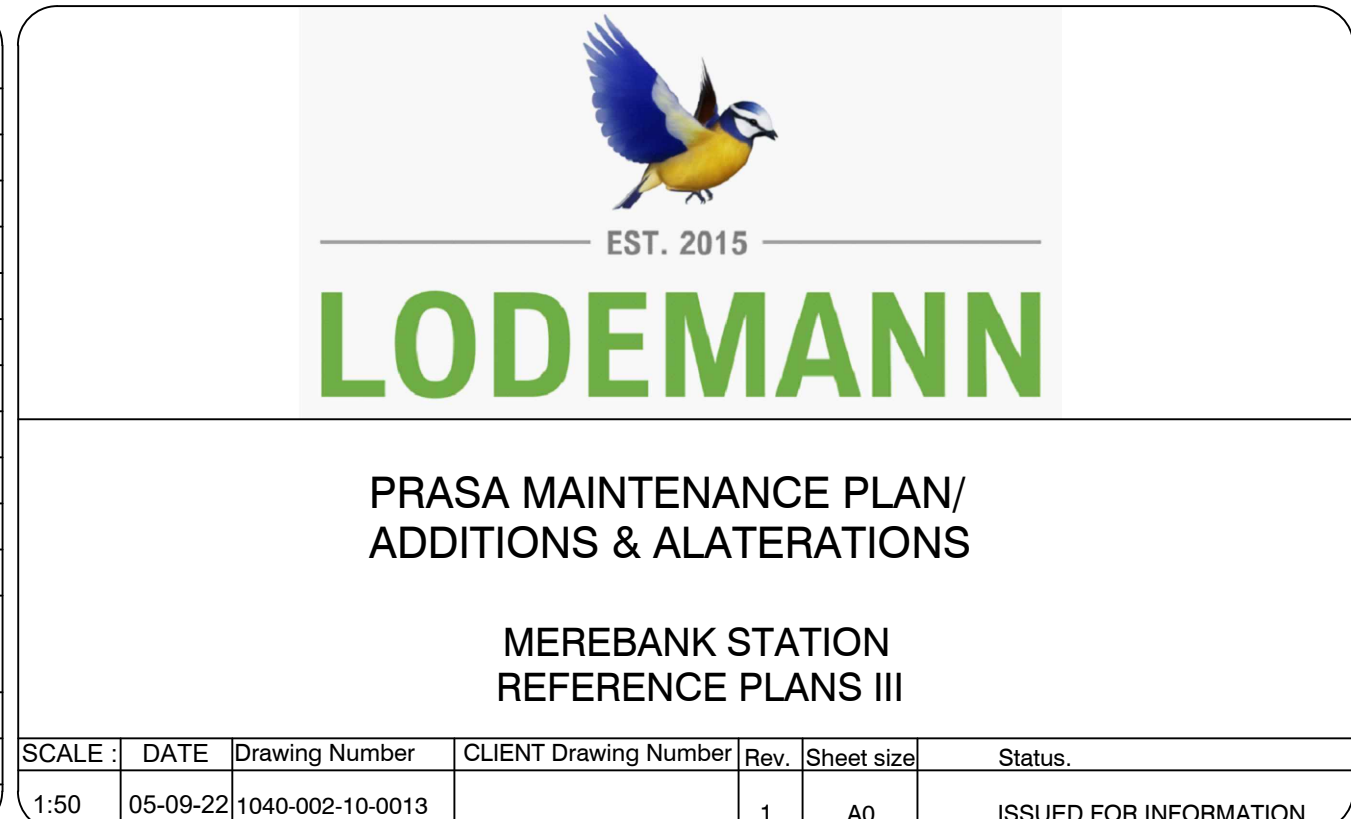 EST. 2015
LODEMANN
PRASA MAINTENANCE PLAN/
ADDITIONS & ALATERATIONS
MEREBANK STATION
REFERENCE PLANS III
SCALE : DATE Drawing Number CLIENT Drawing Number Rev. Sheet size Status.
1:50 05-09-22 1040-002-10-0013 1 A0 ISSUED FOR INFORMATION